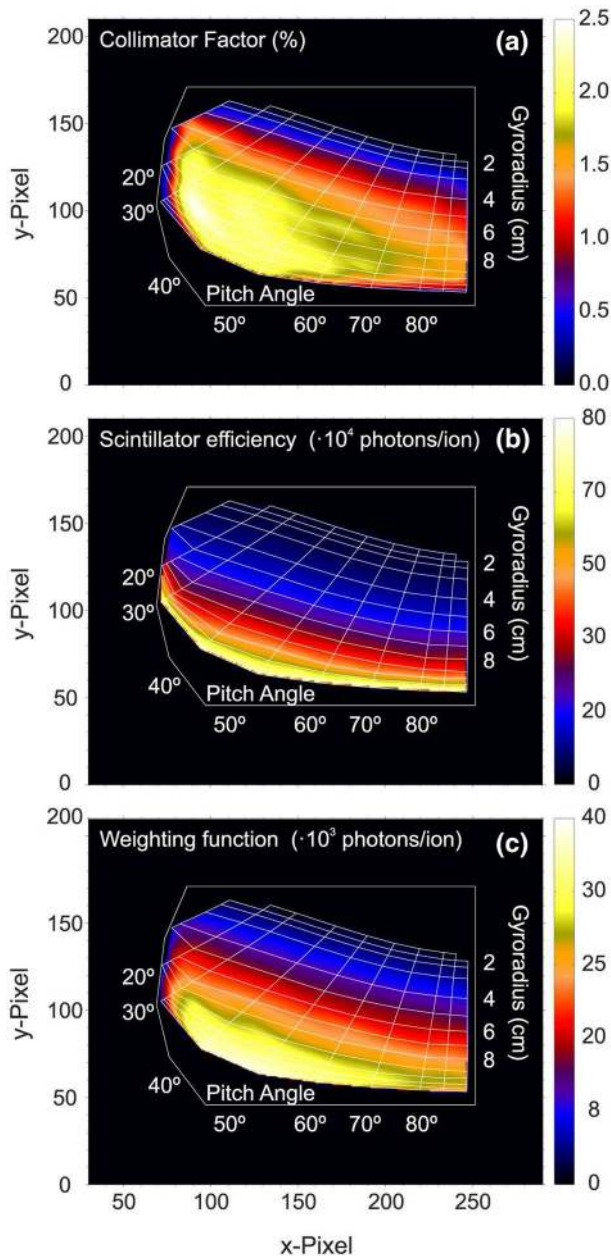 Collimator Factor (%)
(a)
200
150
100
50
0
y-Pixel
20º
30º
40º
Pitch Angle
50º
60º
70º
80º
2
4
6
8
Gyroradius (cm)
2.5
2.0
1.5
1.0
0.5
0.0
Scintillator efficiency (·10⁴ photons/ion)
(b)
200
150
100
50
0
y-Pixel
20º
30º
40º
Pitch Angle
50º
60º
70º
80º
2
4
6
8
Gyroradius (cm)
80
70
50
30
20
0
Weighting function (·10³ photons/ion)
(c)
200
150
100
50
0
y-Pixel
20º
30º
40º
Pitch Angle
50º
60º
70º
80º
2
4
6
8
Gyroradius (cm)
40
30
25
20
8
0
50
100
150
200
250
x-Pixel